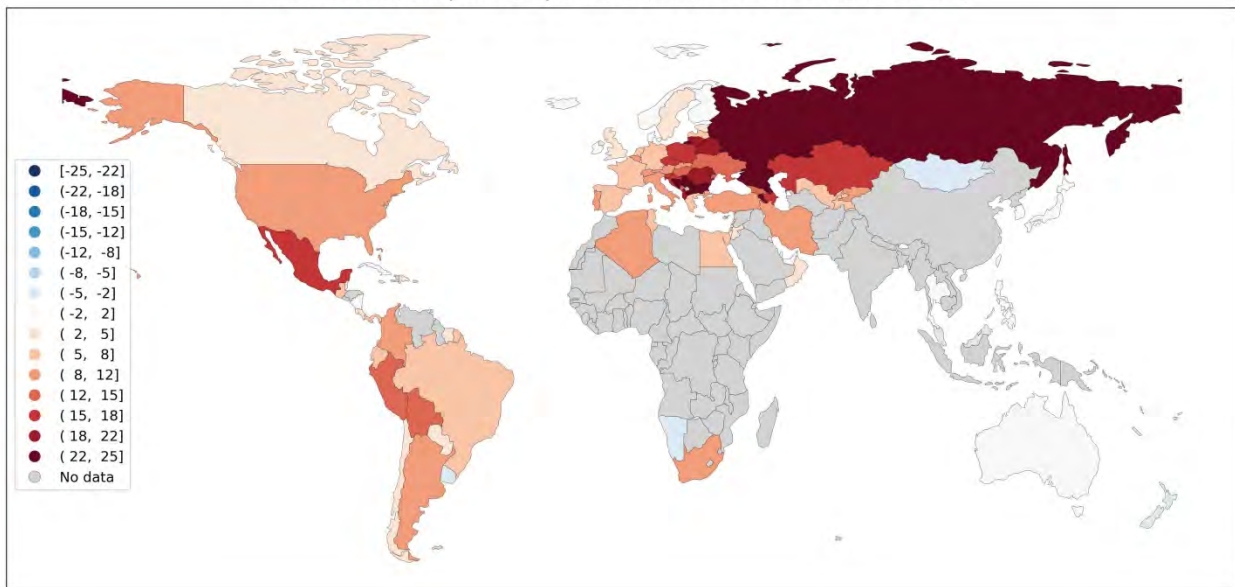 [-25, -22]
(-22, -18]
(-18, -15]
(-15, -12]
(-12, -8]
(-8, -5]
(-5, -2]
(-2, 2]
( 2, 5]
( 5, 8]
( 8, 12]
( 12, 15]
( 15, 18]
( 18, 22]
( 22, 25]
No data